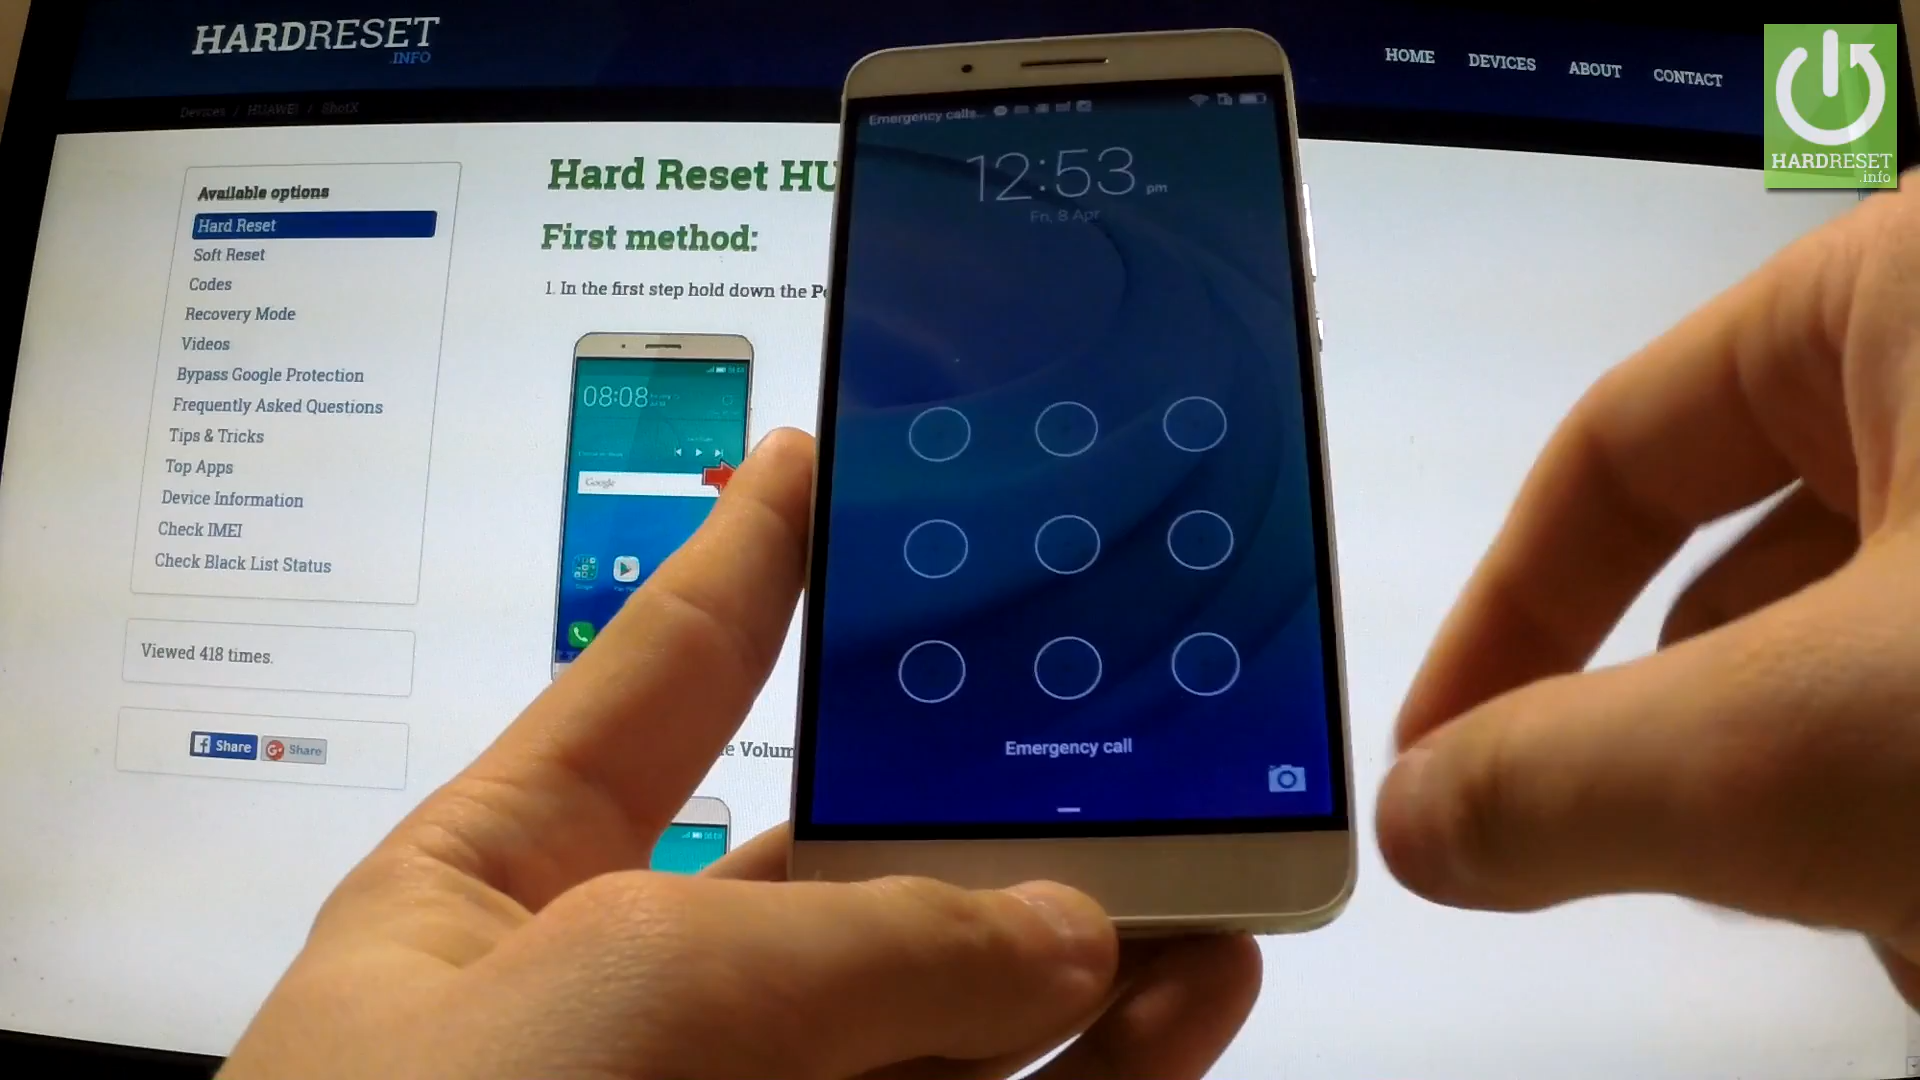 HARDRESET
.INFO
HOME DEVICES ABOUT CONTACT
HARDRESET
.info
Devices / HUAWEI / ShotX
Available options
Hard Reset
Soft Reset
Codes
Recovery Mode
Videos
Bypass Google Protection
Frequently Asked Questions
Tips & Tricks
Top Apps
Device Information
Check IMEI
Check Black List Status
Viewed 418 times.
Share
Share
Hard Reset HU
First method:
1. In the first step hold down the
08:08
Google
Volum
Emergency calls...
12:53 pm
Fri, 8 Apr
Emergency call